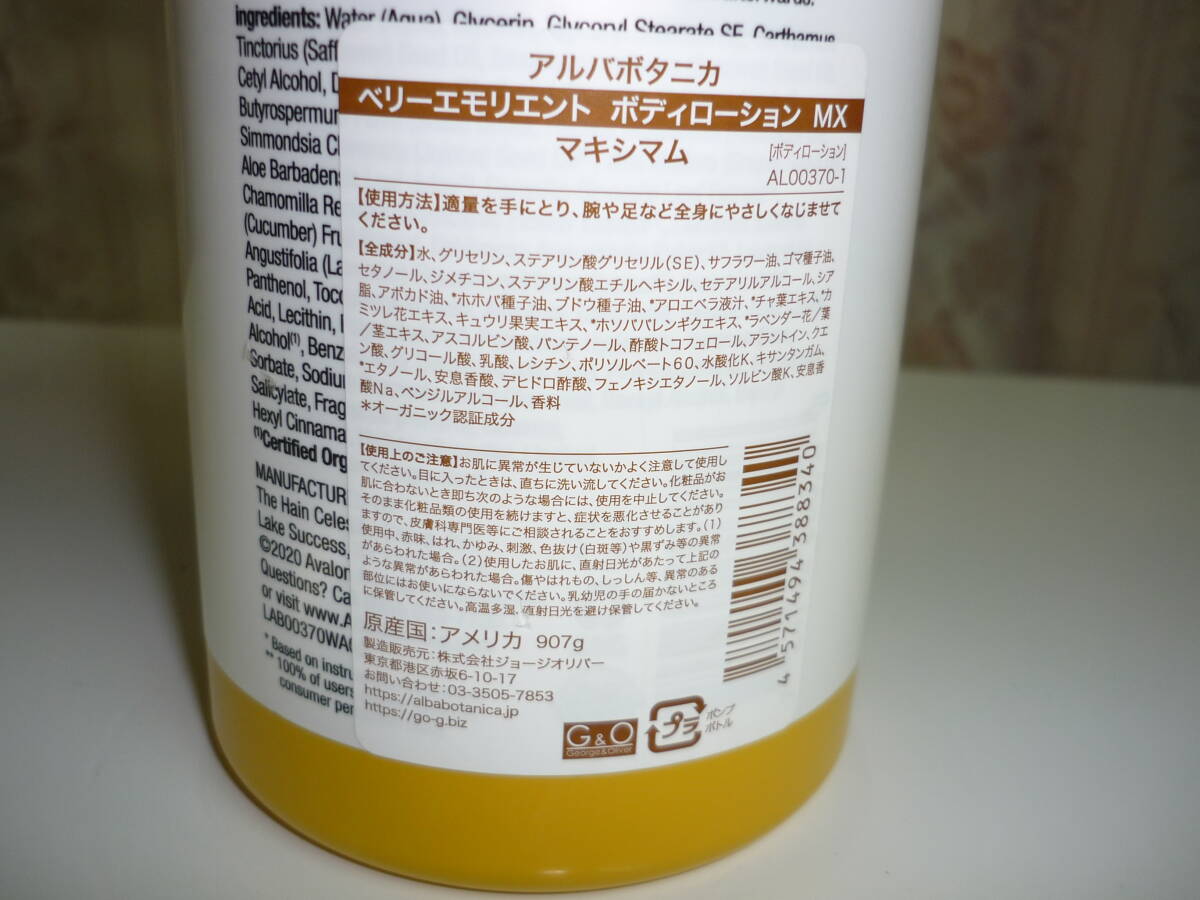 ingredients: Water (Aqua), Glycerin, Glyceryl Stearate SE, Carthamus
Tinctorius (Saff
Cetyl Alcohol, D
Butyrospermum
Simmondsia C
Aloe Barbadens
Chamomilla Re
(Cucumber) Fru
Angustifolia (La
Panthenol, Toco
Acid, Lecithin,
Alcohol(1), Benz
Sorbate, Sodium
Salicylate, Frag
Hexyl Cinnama
(1)Certified Org
MANUFACTUR
The Hain Celes
Lake Success,
©2020 Avalon
Questions? Ca
or visit www.A
LAB00370WA
* Based on instru
** 100% of users
consumer per
アルバボタニカ
ベリーエモリエント ボディローション MX
マキシマム
[ボディローション]
AL00370-1
【使用方法】適量を手にとり、腕や足など全身にやさしくなじませて
ください。
【全成分】水、グリセリン、ステアリン酸グリセリル(SE)、サフラワー油、ゴマ種子油、
セタノール、ジメチコン、ステアリン酸エチルヘキシル、セテアリルアルコール、シア
脂、アボカド油、*ホホバ種子油、ブドウ種子油、*アロエベラ液汁、*チャ葉エキス、*カ
ミツレ花エキス、キュウリ果実エキス、*ホソババレンギクエキス、*ラベンダー花/葉
/茎エキス、アスコルビン酸、パンテノール、酢酸トコフェロール、アラントイン、クエ
ン酸、グリコール酸、乳酸、レシチン、ポリソルベート60、水酸化K、キサンタンガム、
*エタノール、安息香酸、デヒドロ酢酸、フェノキシエタノール、ソルビン酸K、安息香
酸Na、ベンジルアルコール、香料
*オーガニック認証成分
【使用上のご注意】お肌に異常が生じていないかよく注意して使用し
てください。目に入ったときは、直ちに洗い流してください。化粧品がお
肌に合わないとき即ち次のような場合には、使用を中止してください。
そのまま化粧品類の使用を続けますと、症状を悪化させることがあり
ますので、皮膚科専門医等にご相談されることをおすすめします。(1)
使用中、赤味、はれ、かゆみ、刺激、色抜け(白斑等)や黒ずみ等の異常
があらわれた場合。(2)使用したお肌に、直射日光があたって上記の
ような異常があらわれた場合。傷やはれもの、しっしん等、異常のある
部位にはお使いにならないでください。乳幼児の手の届かないところ
に保管してください。高温多湿、直射日光を避け保管してください。
原産国:アメリカ 907g
製造販売元:株式会社ジョージオリバー
東京都港区赤坂6-10-17
お問い合わせ:03-3505-7853
https://albabotanica.jp
https://go-g.biz
G&O
George&Oliver
プラ
ポンプ
ボトル
4 571494 388340